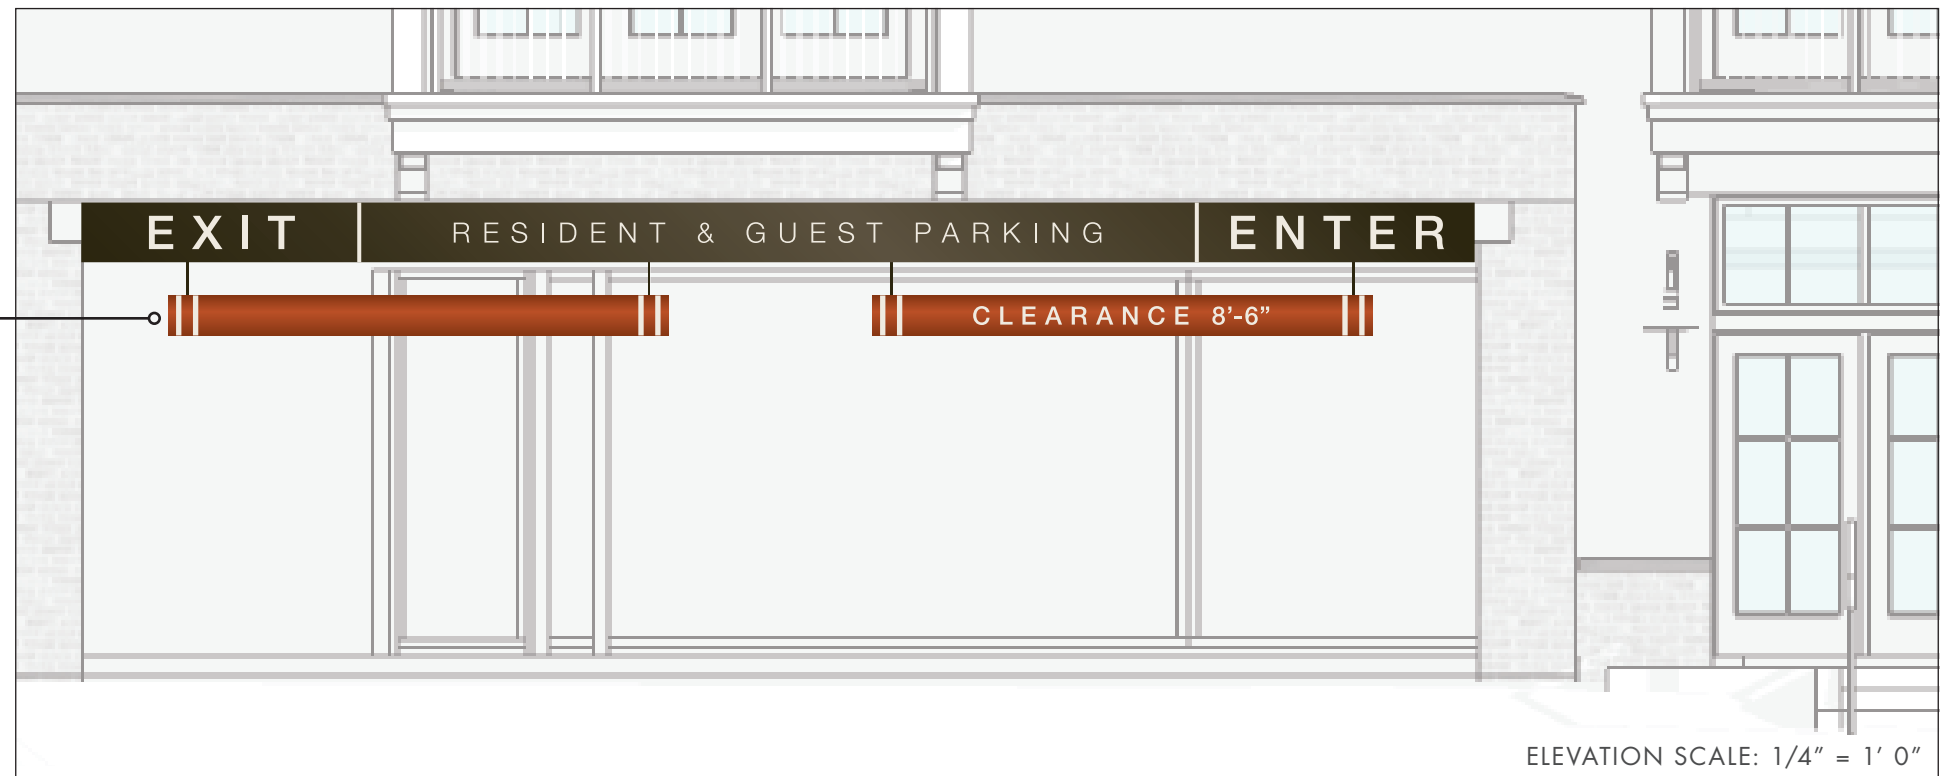 EXIT RESIDENT & GUEST PARKING ENTER
CLEARANCE 8’-6”
ELEVATION SCALE: 1/4” = 1’ 0”